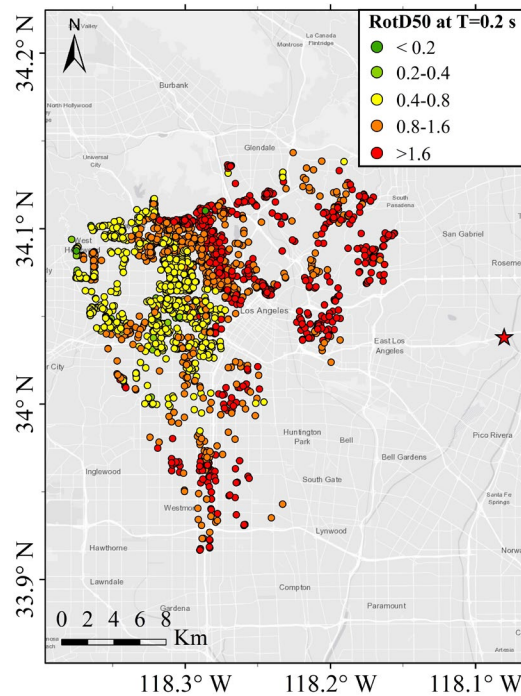 RotD50 at T=0.2 s
< 0.2
0.2-0.4
0.4-0.8
0.8-1.6
>1.6
N
Valley
Montrose
La Canada
Flintridge
Burbank
North Hollywood
Universal
City
Glendale
South
Pasadena
San Gabriel
West
Los Angeles
East Los
Angeles
er City
Huntington
Park
Bell
Pico Rivera
Bell Gardens
Inglewood
South Gate
Santa Fe
Springs
Westmo
Lynwood
Hawthorne
Lawndale
Compton
Gardena
Paramount
Artesia
0 2 4 6 8
Km
34.2° N
34.1° N
34° N
33.9° N
118.3° W
118.2° W
118.1° W